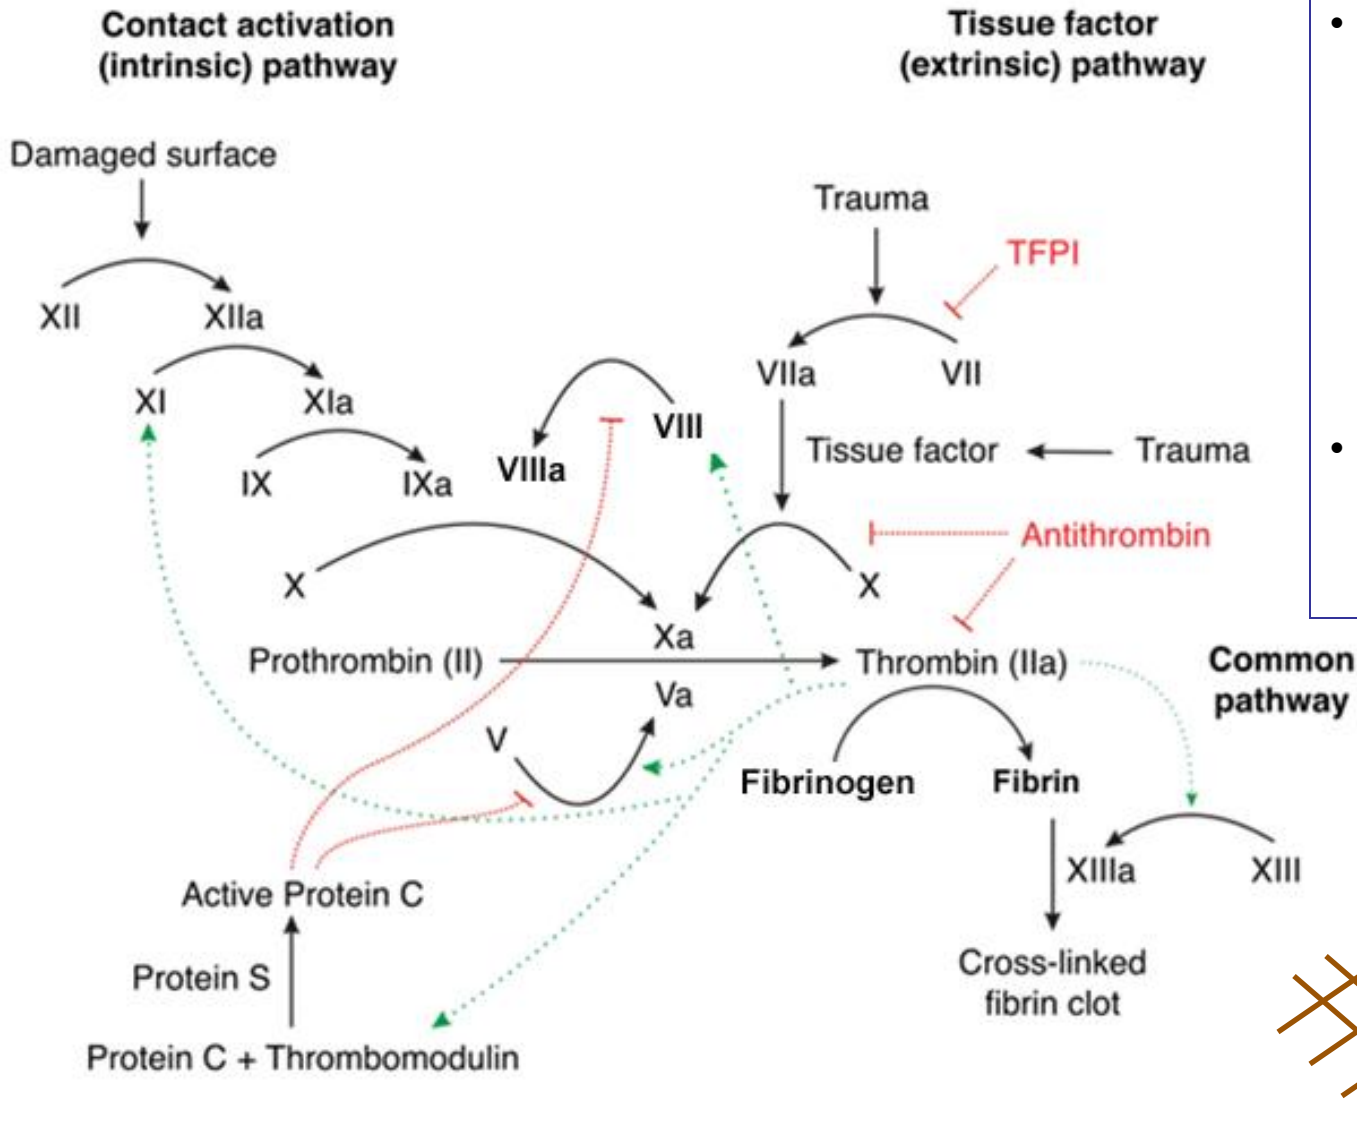 Contact activation
(intrinsic) pathway
Tissue factor
(extrinsic) pathway
Damaged surface
Trauma
TFPI
XII
XIIa
VIIa
VII
XI
XIa
VIII
Tissue factor
Trauma
IX
IXa
VIIIa
Antithrombin
X
X
Xa
Prothrombin (II)
Thrombin (IIa)
Common
pathway
Va
V
Fibrinogen
Fibrin
XIIIa
XIII
Active Protein C
Protein S
Cross-linked
fibrin clot
Protein C + Thrombomodulin